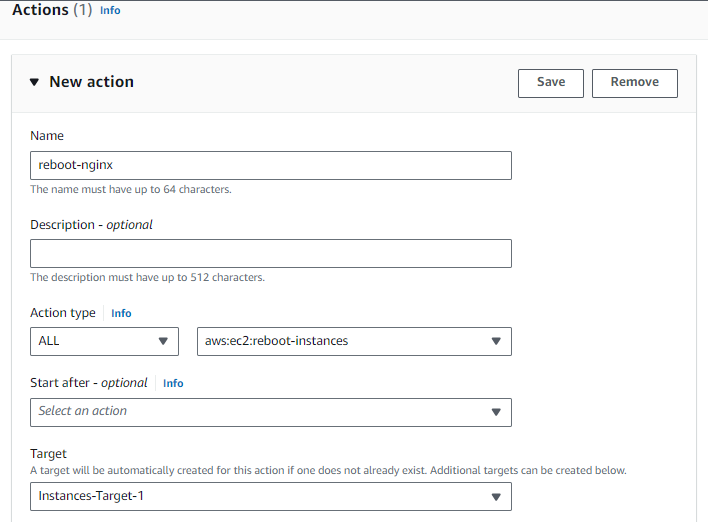 Actions (1) Info
New action
Save
Remove
Name
reboot-nginx
The name must have up to 64 characters.
Description - optional
The description must have up to 512 characters.
Action type Info
ALL
aws:ec2:reboot-instances
Start after - optional Info
Select an action
Target
A target will be automatically created for this action if one does not already exist. Additional targets can be created below.
Instances-Target-1